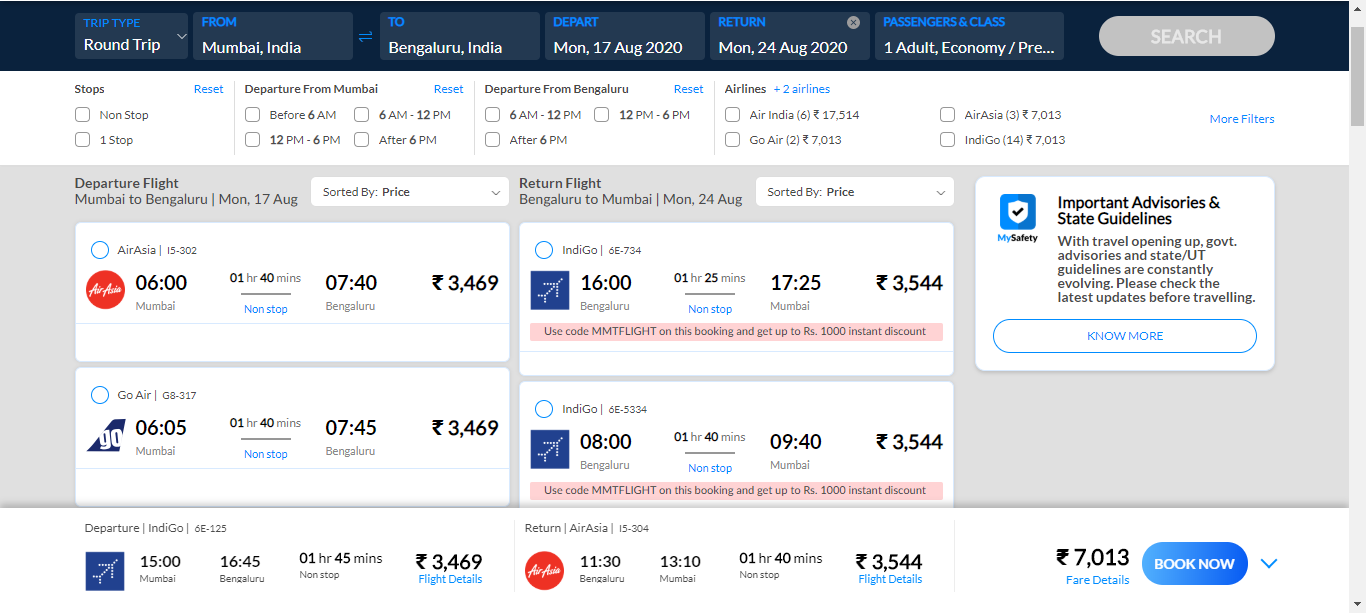 TRIP TYPE
Round Trip
FROM
Mumbai, India
TO
Bengaluru, India
DEPART
Mon, 17 Aug 2020
RETURN
Mon, 24 Aug 2020
PASSENGERS & CLASS
1 Adult, Economy / Pre...
SEARCH
Stops Reset
Non Stop
1 Stop
Departure From Mumbai Reset
Before 6 AM 6 AM - 12 PM
12 PM - 6 PM After 6 PM
Departure From Bengaluru Reset
6 AM - 12 PM 12 PM - 6 PM
After 6 PM
Airlines + 2 airlines
Air India (6) ₹ 17,514 AirAsia (3) ₹ 7,013
Go Air (2) ₹ 7,013 IndiGo (14) ₹ 7,013
More Filters
Departure Flight
Mumbai to Bengaluru | Mon, 17 Aug
Sorted By: Price
AirAsia | I5-302
AirAsia
06:00 01 hr 40 mins 07:40 ₹ 3,469
Mumbai Non stop Bengaluru
Go Air | G8-317
go
06:05 01 hr 40 mins 07:45 ₹ 3,469
Mumbai Non stop Bengaluru
Return Flight
Bengaluru to Mumbai | Mon, 24 Aug
Sorted By: Price
IndiGo | 6E-734
16:00 01 hr 25 mins 17:25 ₹ 3,544
Bengaluru Non stop Mumbai
Use code MMTFLIGHT on this booking and get up to Rs. 1000 instant discount
IndiGo | 6E-5334
08:00 01 hr 40 mins 09:40 ₹ 3,544
Bengaluru Non stop Mumbai
Use code MMTFLIGHT on this booking and get up to Rs. 1000 instant discount
MySafety
Important Advisories &
State Guidelines
With travel opening up, govt.
advisories and state/UT
guidelines are constantly
evolving. Please check the
latest updates before travelling.
KNOW MORE
Departure | IndiGo | 6E-125
15:00 16:45 01 hr 45 mins ₹ 3,469
Mumbai Bengaluru Non stop Flight Details
Return | AirAsia | I5-304
AirAsia
11:30 13:10 01 hr 40 mins ₹ 3,544
Bengaluru Mumbai Non stop Flight Details
₹ 7,013
Fare Details
BOOK NOW